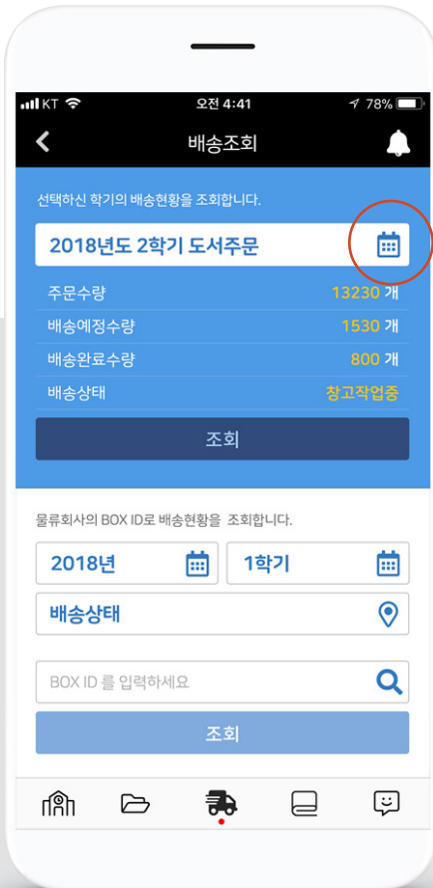 KT
오전 4:41
78%
배송조회
선택하신 학기의 배송현황을 조회합니다.
2018년도 2학기 도서주문
주문수량 13230 개
배송예정수량 1530 개
배송완료수량 800 개
배송상태 창고작업중
조회
물류회사의 BOX ID로 배송현황을 조회합니다.
2018년 1학기
배송상태
BOX ID 를 입력하세요
조회